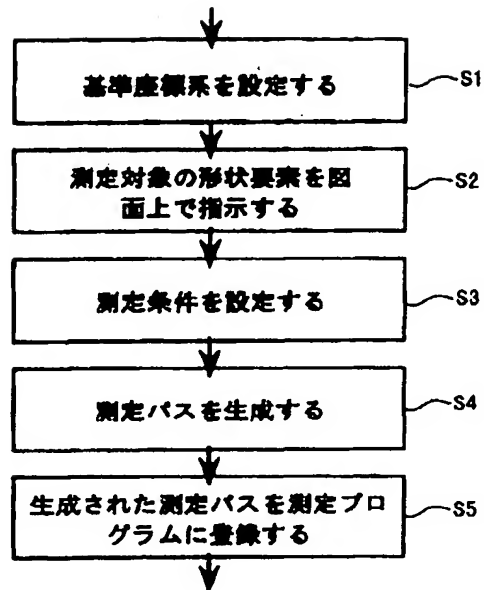 基準座標系を設定する
S1
測定対象の形状要素を図
面上で指示する
S2
測定条件を設定する
S3
測定パスを生成する
S4
生成された測定パスを測定プロ
グラムに登録する
S5